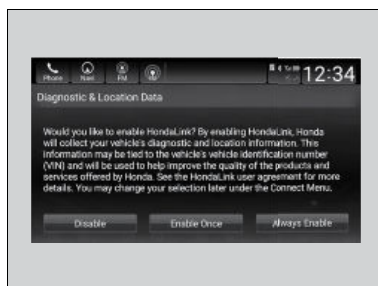 Phone Navi FM 12:34
Diagnostic & Location Data
Would you like to enable HondaLink? By enabling HondaLink, Honda
will collect your vehicle's diagnostic and location information. This
information may be tied to the vehicle's vehicle identification number
(VIN) and will be used to help improve the quality of the products and
services offered by Honda. See the HondaLink user agreement for more
details. You may change your selection later under the Connect Menu.
Disable Enable Once Always Enable